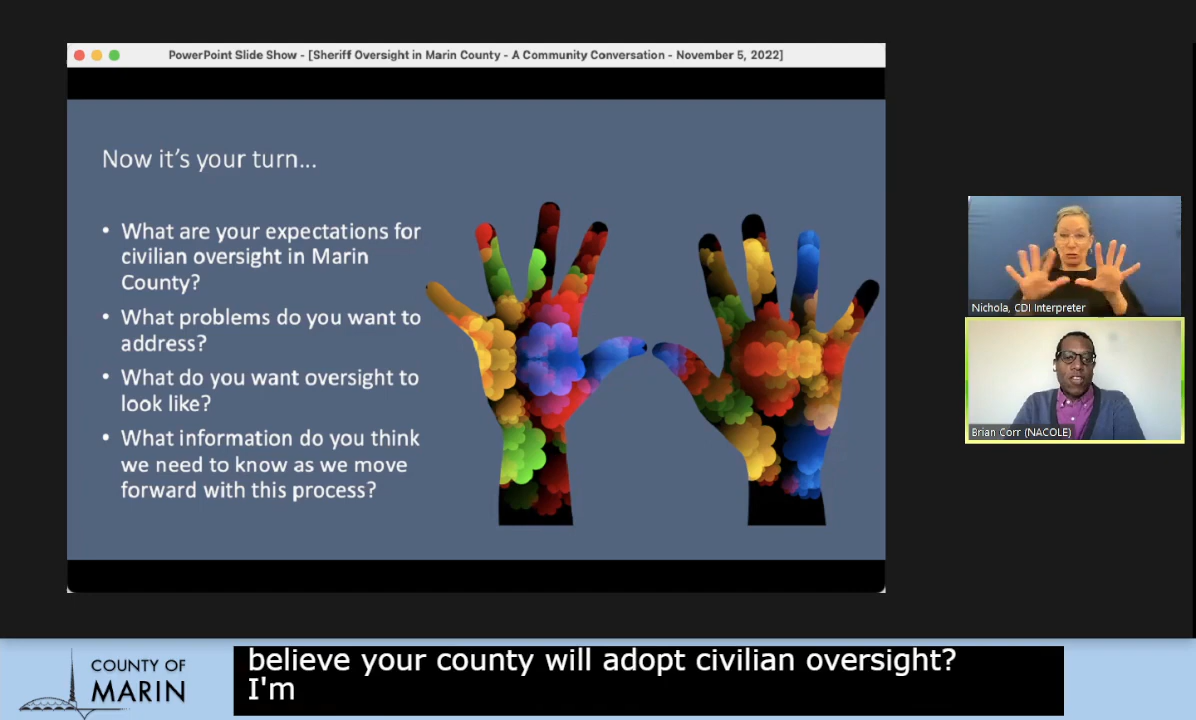 PowerPoint Slide Show - [Sheriff Oversight in Marin County - A Community Conversation - November 5, 2022]
Now it's your turn...
• What are your expectations for
civilian oversight in Marin
County?
• What problems do you want to
address?
• What do you want oversight to
look like?
• What information do you think
we need to know as we move
forward with this process?
Nichola, CDI Interpreter
Brian Corr (NACOLE)
COUNTY OF
MARIN
believe your county will adopt civilian oversight?
I'm